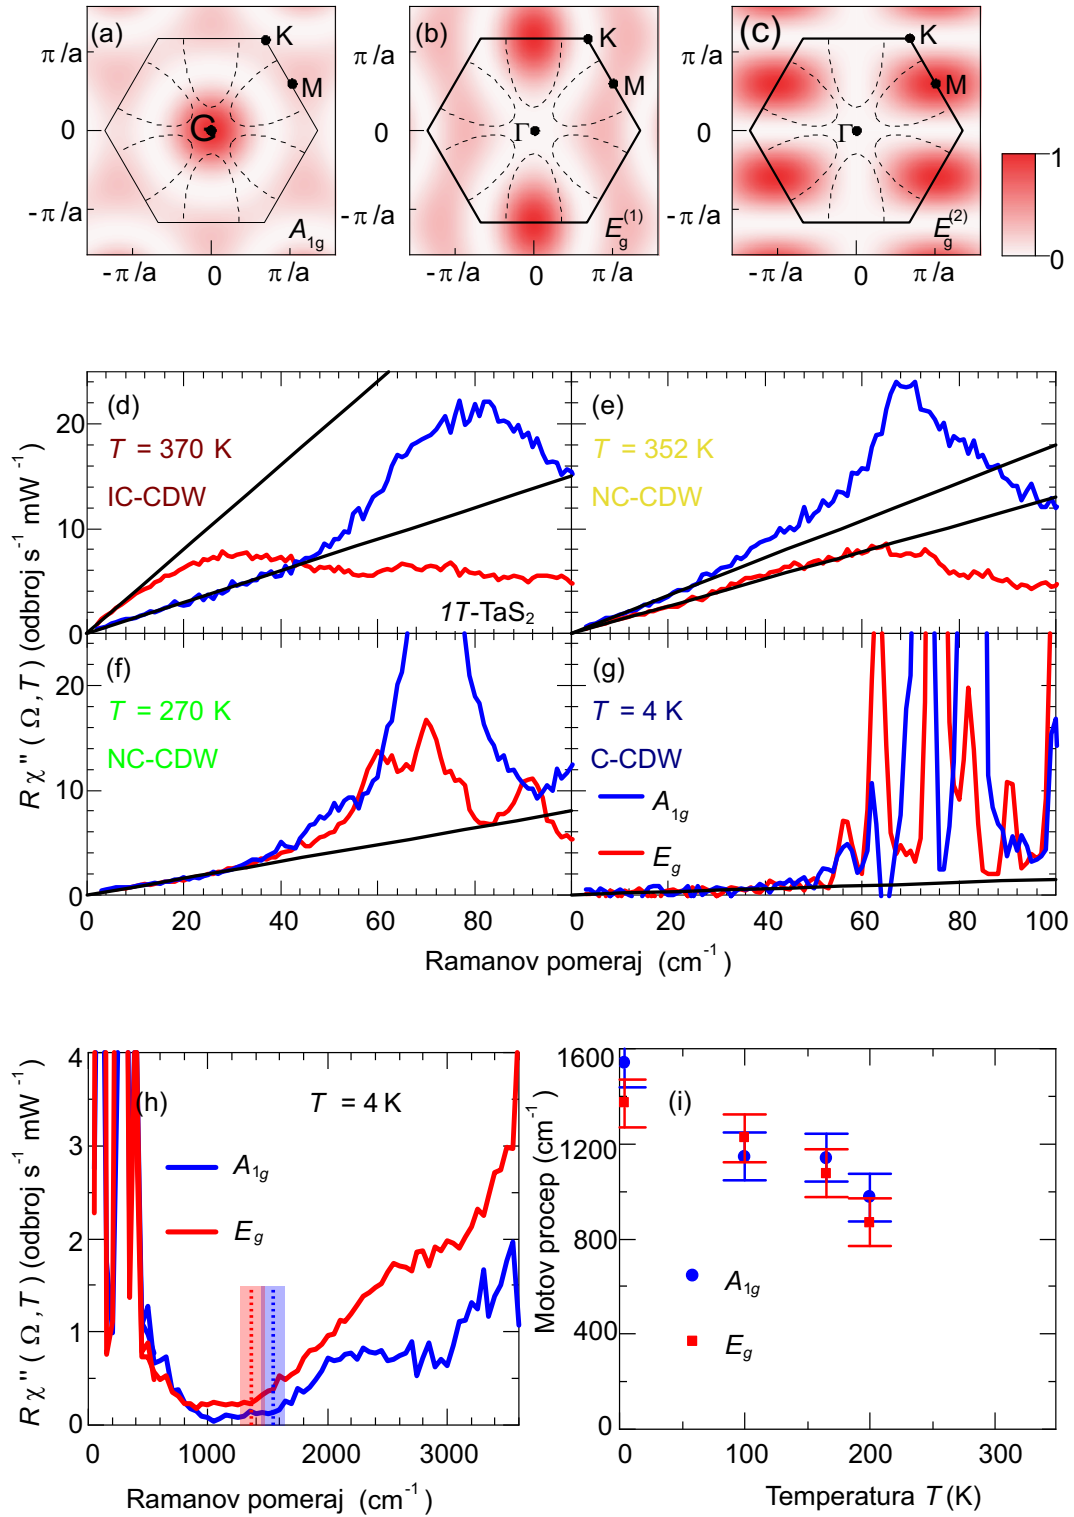 (a) K (b) K (c) K
π/a π/a π/a
M M M
0 G 0 Γ 0 Γ 1
-π/a A1g -π/a Eg(1) -π/a Eg(2) 0
-π/a 0 π/a -π/a 0 π/a -π/a 0 π/a
Rχ'' (Ω,T) (odbroj s-1 mW-1)
(d) (e)
20
T = 370 K T = 352 K
IC-CDW NC-CDW
10
1T-TaS2
0
(f) (g)
20
T = 270 K T = 4 K
NC-CDW C-CDW
10 A1g
Eg
0
0 20 40 60 80 0 20 40 60 80 100
Ramanov pomeraj (cm-1)
Rχ'' (Ω,T) (odbroj s-1 mW-1)
4
(h) T = 4 K
3
A1g
2 Eg
1
0
0 1000 2000 3000
Ramanov pomeraj (cm-1)
Motov procep (cm-1)
1600
(i)
1200
800
A1g
400
Eg
0
0 100 200 300
Temperatura T (K)